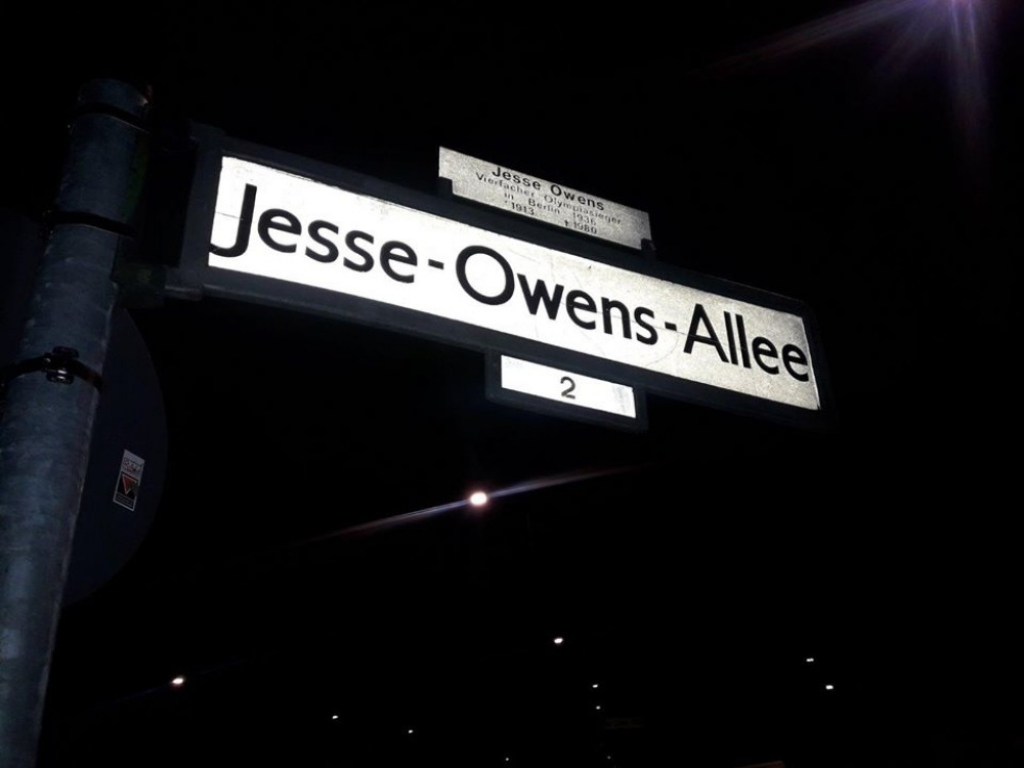 Jesse Owens
Vierfacher Olympiasieger
in Berlin 1936
*1913 †1980
Jesse-Owens-Allee
2